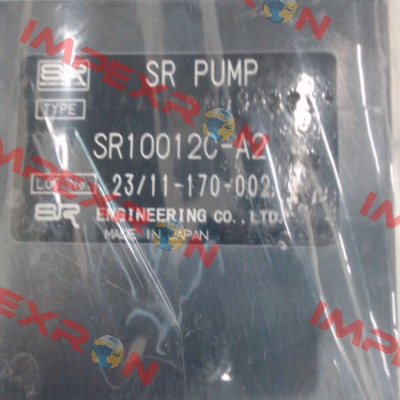 SR SR PUMP
TYPE
SR10012C-A2
LOT No. 23/11-170-002
SR ENGINEERING CO., LTD.
MADE IN JAPAN
IMPEXRON
IMPEXRON
IMPEXRON